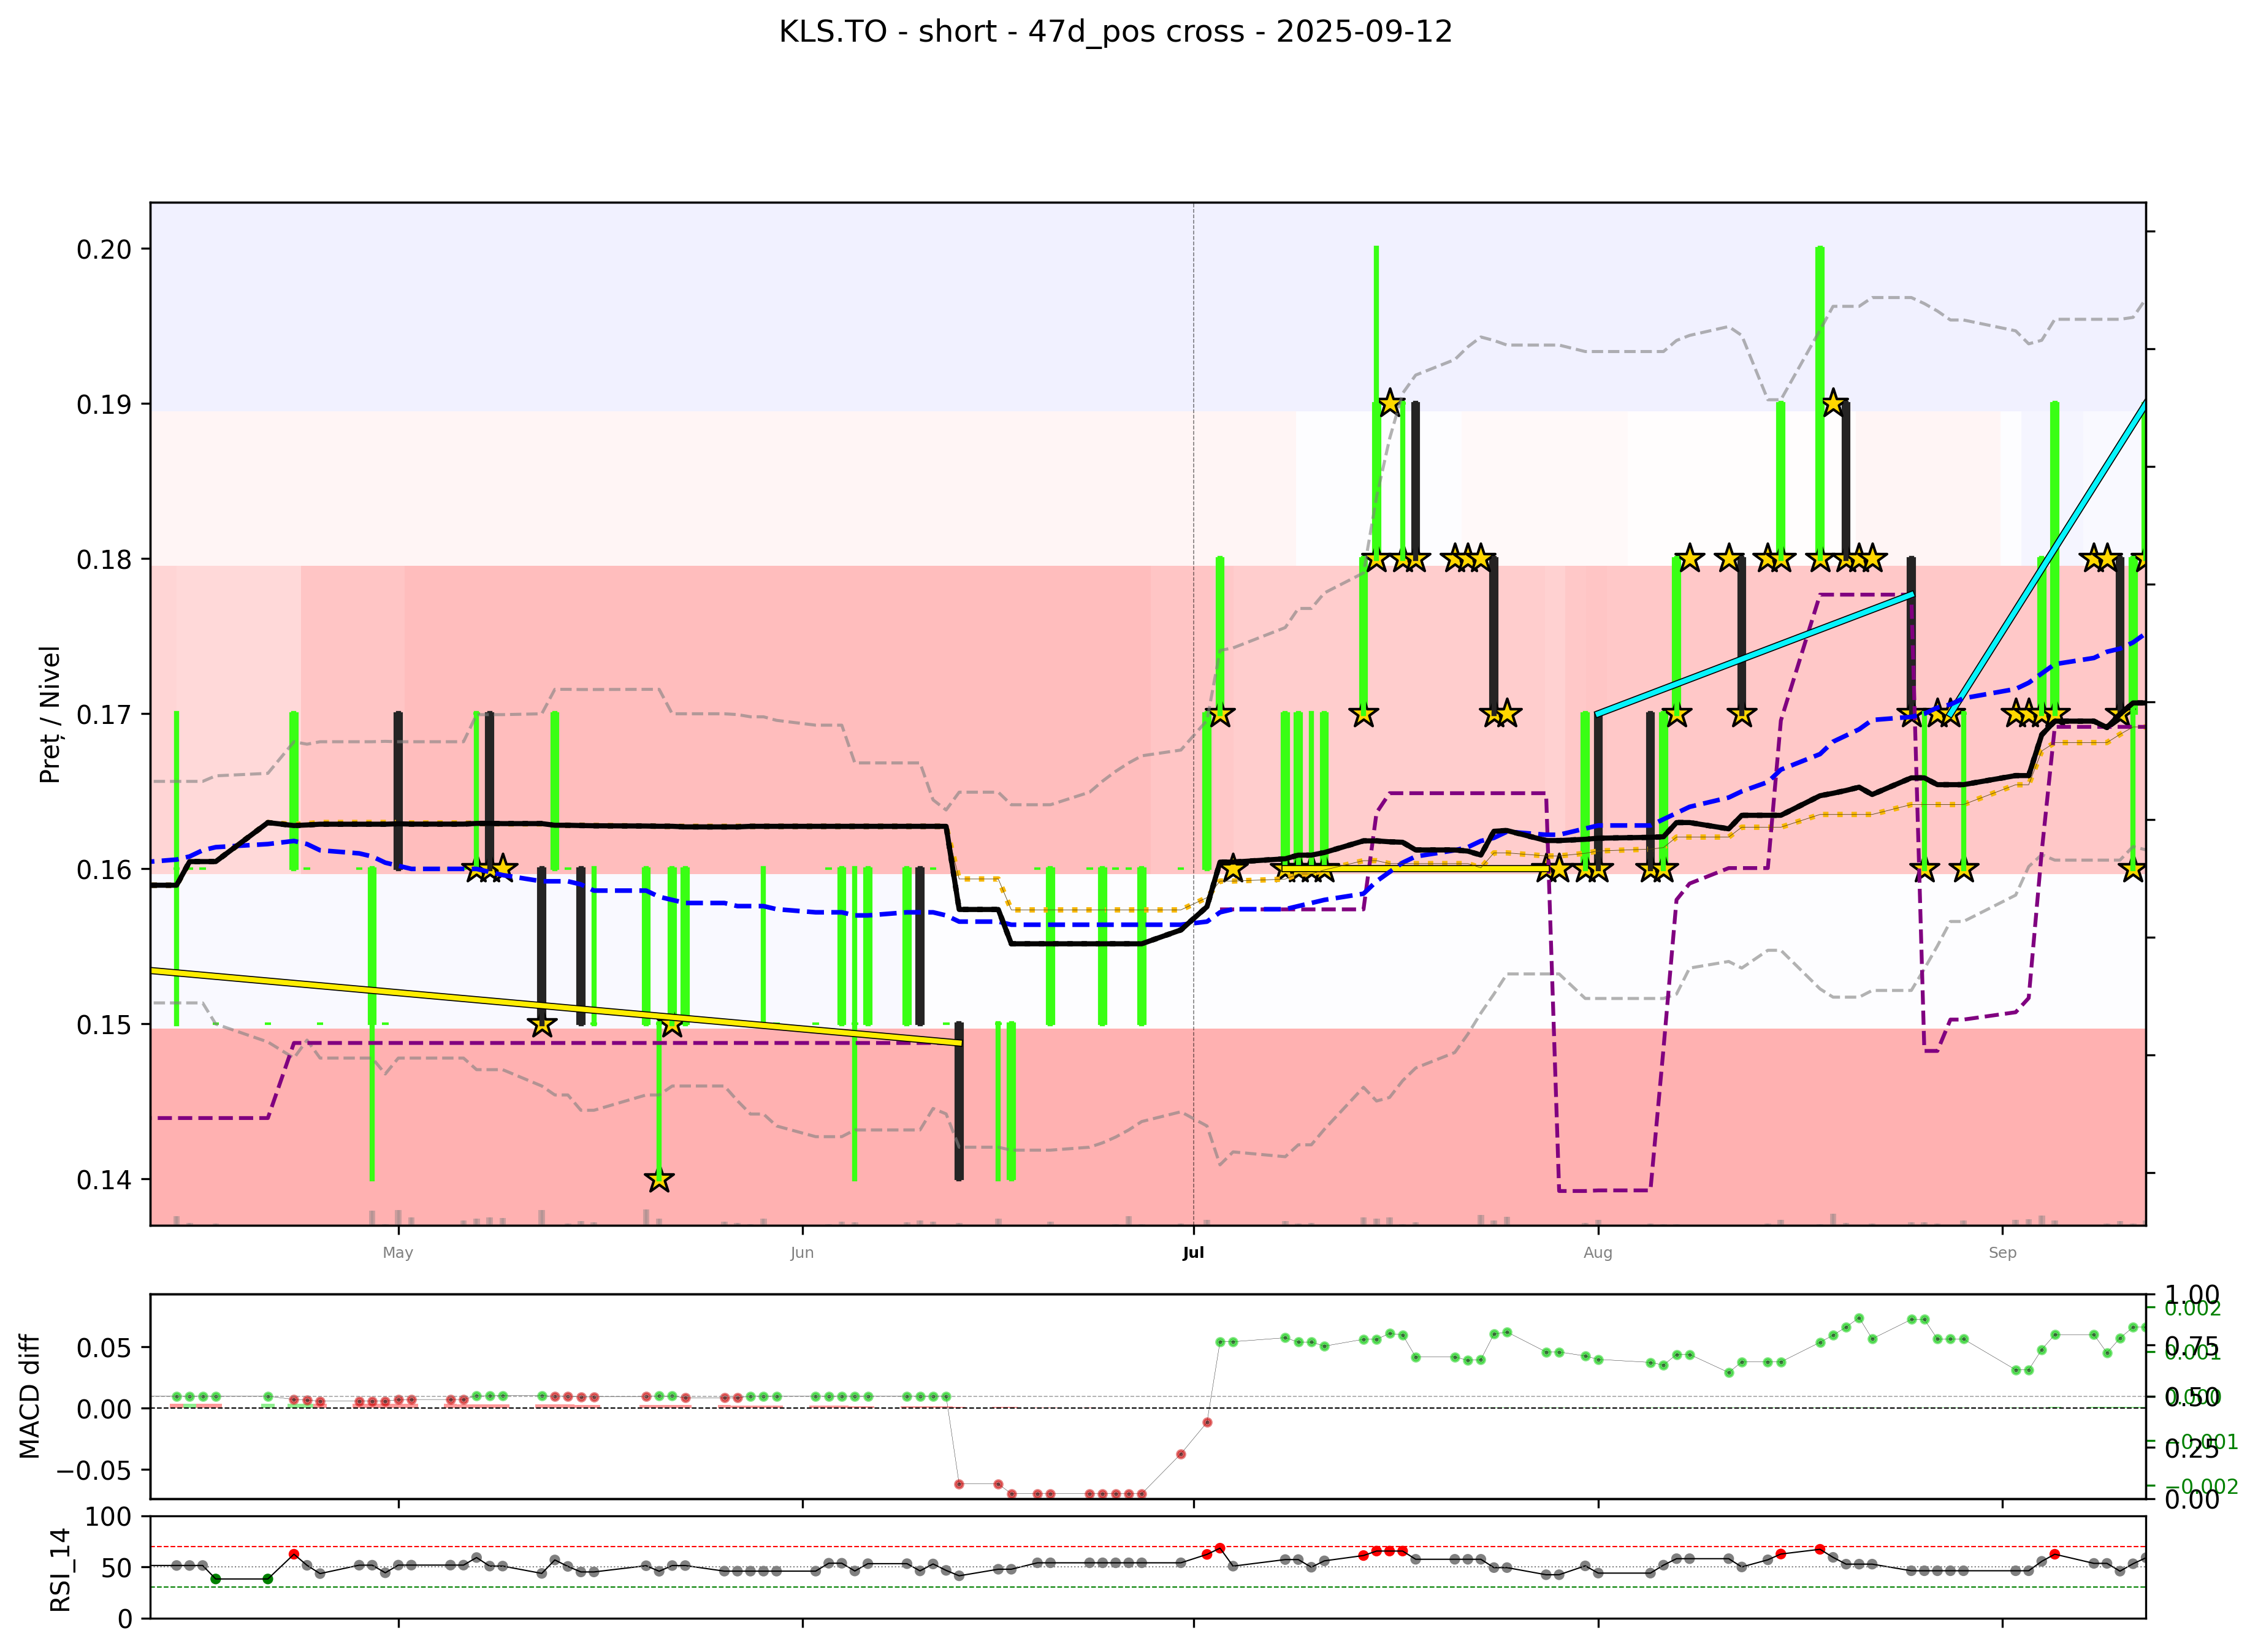 KLS.TO - short - 47d_pos cross - 2025-09-12
Preț / Nivel
0.20
0.19
0.18
0.17
0.16
0.15
0.14
May
Jun
Jul
Aug
Sep
MACD diff
0.05
0.00
−0.05
1.00
0.75
0.50
0.25
0.00
0.002
0.001
0.000
−0.001
−0.002
RSI_14
100
50
0